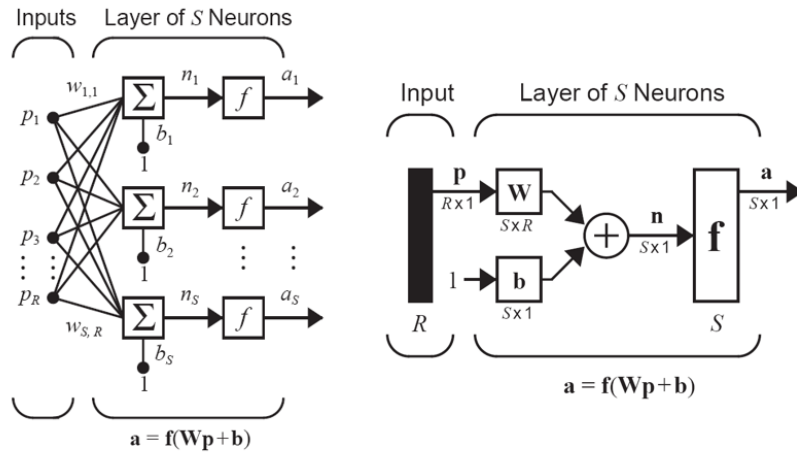 Inputs Layer of S Neurons
w1,1 n1 a1
p1 Σ f
b1
1
p2 n2 a2
Σ f
p3 b2
1
pR nS aS
Σ f
wS, R bS
1
a = f(Wp+b)
Input Layer of S Neurons
p a
R x 1 W S x 1
S x R n
+ S x 1 f
1 b
S x 1
R S
a = f(Wp+b)